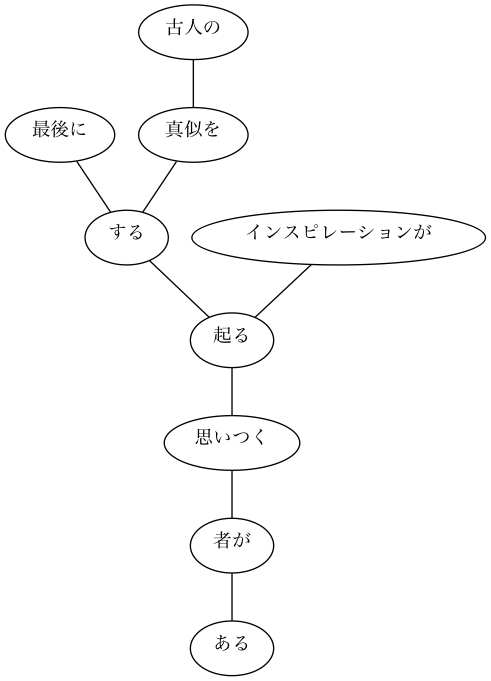 古人の
最後に
真似を
する
インスピレーションが
起る
思いつく
者が
ある